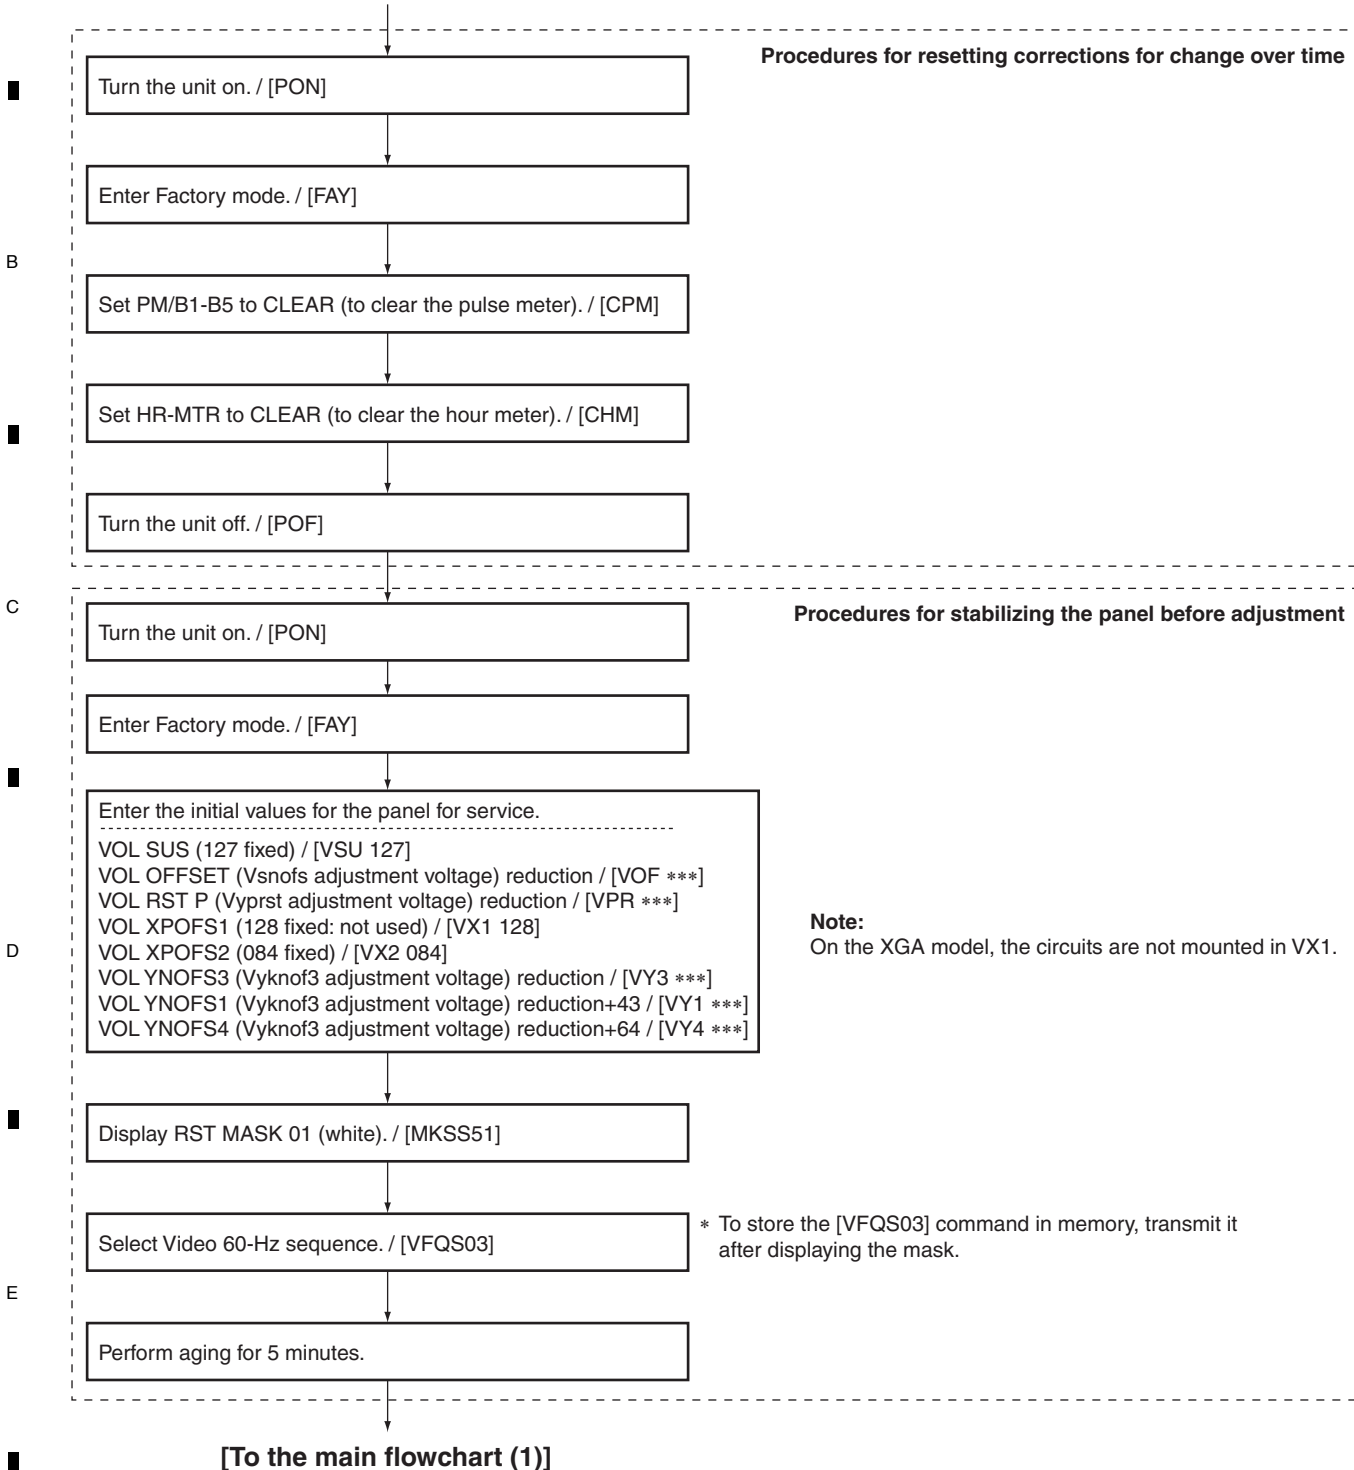 Procedures for resetting corrections for change over time
Turn the unit on. / [PON]
Enter Factory mode. / [FAY]
B
Set PM/B1-B5 to CLEAR (to clear the pulse meter). / [CPM]
Set HR-MTR to CLEAR (to clear the hour meter). / [CHM]
Turn the unit off. / [POF]
C
Procedures for stabilizing the panel before adjustment
Turn the unit on. / [PON]
Enter Factory mode. / [FAY]
Enter the initial values for the panel for service.
VOL SUS (127 fixed) / [VSU 127]
VOL OFFSET (Vsnofs adjustment voltage) reduction / [VOF ***]
VOL RST P (Vyprst adjustment voltage) reduction / [VPR ***]
VOL XPOFS1 (128 fixed: not used) / [VX1 128]
VOL XPOFS2 (084 fixed) / [VX2 084]
VOL YNOFS3 (Vyknof3 adjustment voltage) reduction / [VY3 ***]
VOL YNOFS1 (Vyknof3 adjustment voltage) reduction+43 / [VY1 ***]
VOL YNOFS4 (Vyknof3 adjustment voltage) reduction+64 / [VY4 ***]
Note:
On the XGA model, the circuits are not mounted in VX1.
D
Display RST MASK 01 (white). / [MKSS51]
Select Video 60-Hz sequence. / [VFQS03]
* To store the [VFQS03] command in memory, transmit it
after displaying the mask.
E
Perform aging for 5 minutes.
[To the main flowchart (1)]